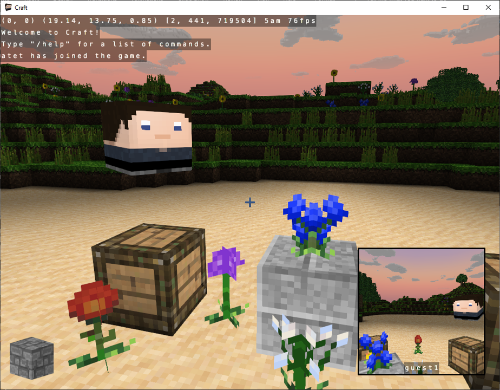 Craft
(0, 0) (19.14, 13.75, 0.85) [2, 441, 719504] 5am 76fps
Welcome to Craft!
Type "/help" for a list of commands.
atet has joined the game.
guest1